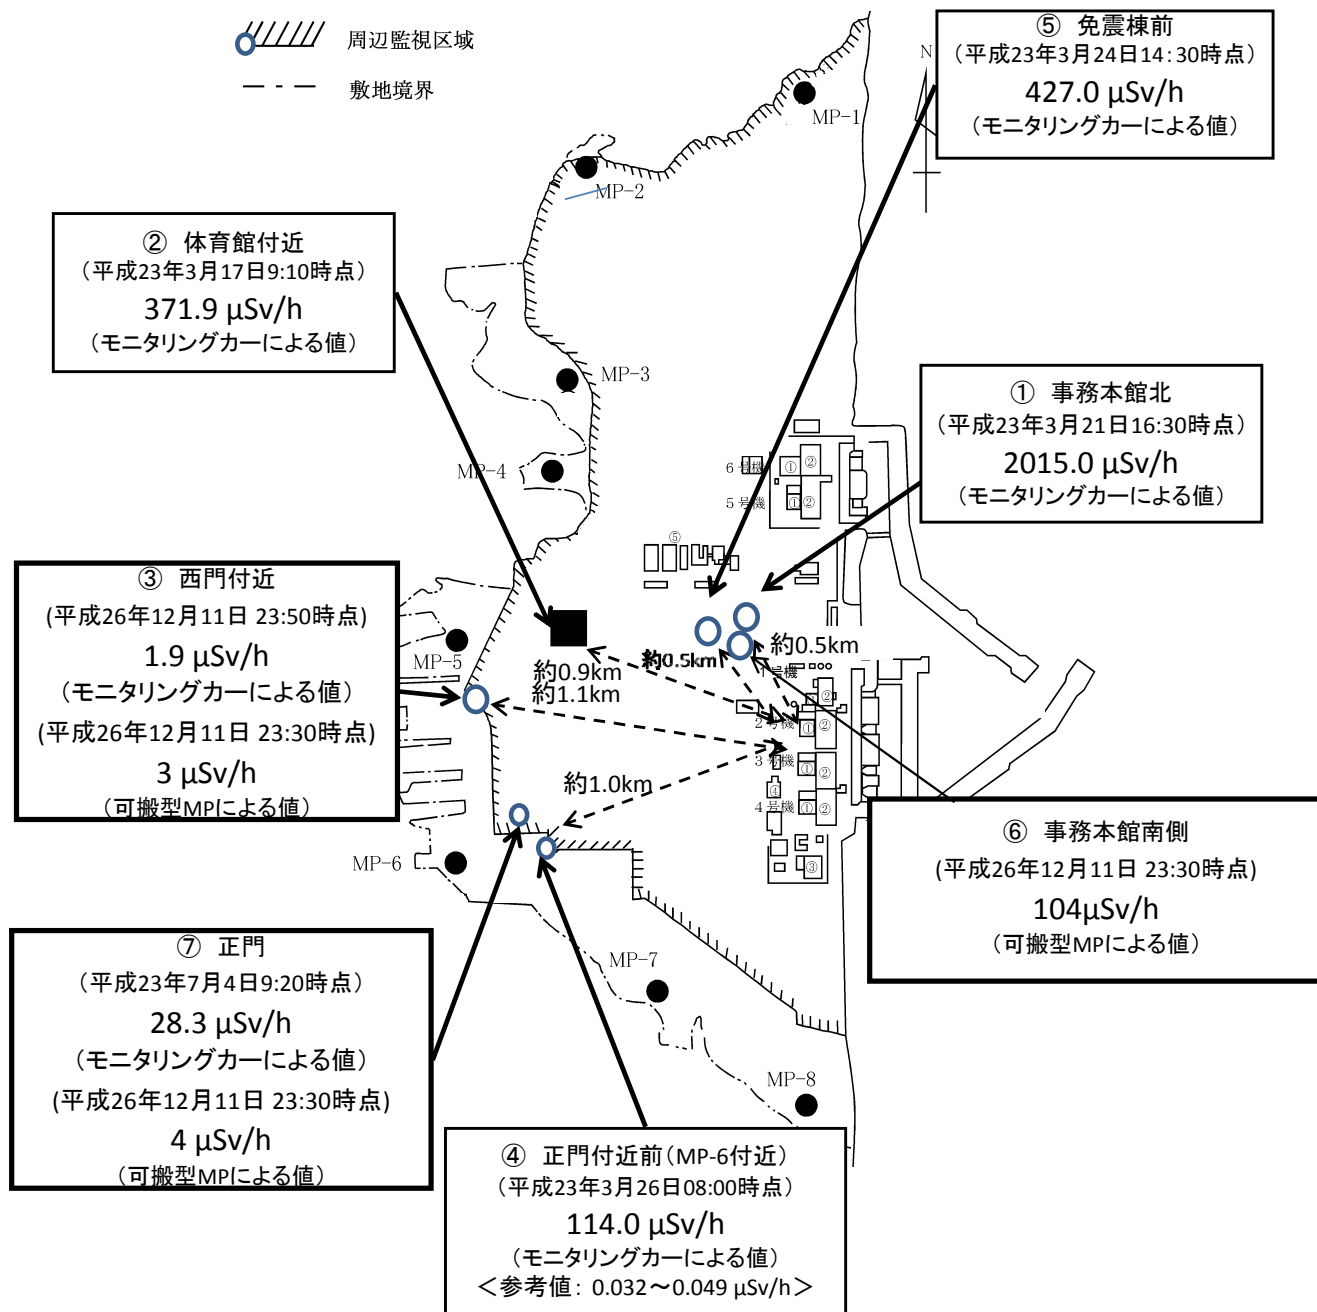 周辺監視区域
敷地境界
⑤ 免震棟前
（平成23年3月24日14:30時点）
427.0 μSv/h
（モニタリングカーによる値）
N
MP-1
MP-2
② 体育館付近
（平成23年3月17日9:10時点）
371.9 μSv/h
（モニタリングカーによる値）
MP-3
① 事務本館北
（平成23年3月21日16:30時点）
2015.0 μSv/h
（モニタリングカーによる値）
MP-4
6号機
①
②
5号機
①
②
⑤
③ 西門付近
(平成26年12月11日 23:50時点)
1.9 μSv/h
（モニタリングカーによる値）
(平成26年12月11日 23:30時点)
3 μSv/h
（可搬型MPによる値）
MP-5
約0.9km
約1.1km
約0.5km
約0.5km
1号機
②
2号機
①
②
3号機
①
②
④
4号機
①
②
③
約1.0km
MP-6
⑥ 事務本館南側
(平成26年12月11日 23:30時点)
104μSv/h
（可搬型MPによる値）
⑦ 正門
（平成23年7月4日9:20時点）
28.3 μSv/h
（モニタリングカーによる値）
(平成26年12月11日 23:30時点)
4 μSv/h
（可搬型MPによる値）
MP-7
MP-8
④ 正門付近前（MP-6付近）
（平成23年3月26日08:00時点）
114.0 μSv/h
（モニタリングカーによる値）
＜参考値： 0.032～0.049 μSv/h＞